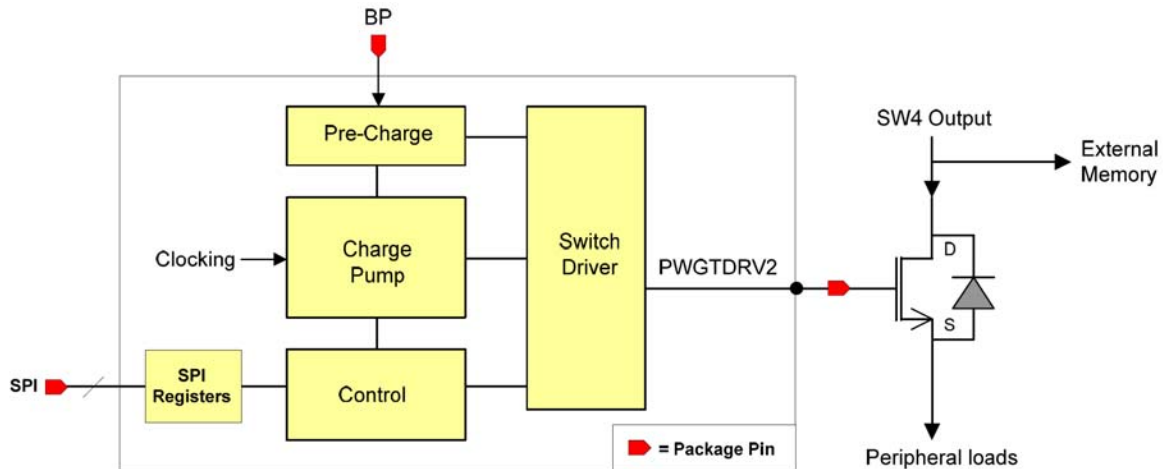 BP
Pre-Charge
SW4 Output
External
Memory
Clocking
Charge
Pump
Switch
Driver
PWGTDRV2
D
S
SPI
SPI
Registers
Control
= Package Pin
Peripheral loads